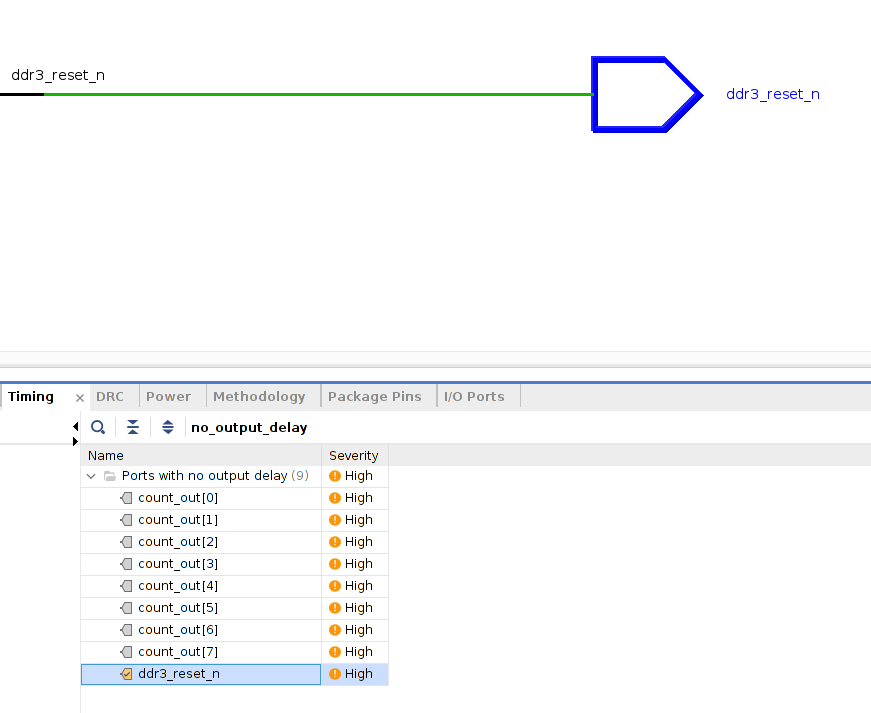 ddr3_reset_n
ddr3_reset_n
Timing DRC Power Methodology Package Pins I/O Ports
no_output_delay
Name Severity
Ports with no output delay (9) High
count_out[0] High
count_out[1] High
count_out[2] High
count_out[3] High
count_out[4] High
count_out[5] High
count_out[6] High
count_out[7] High
ddr3_reset_n High